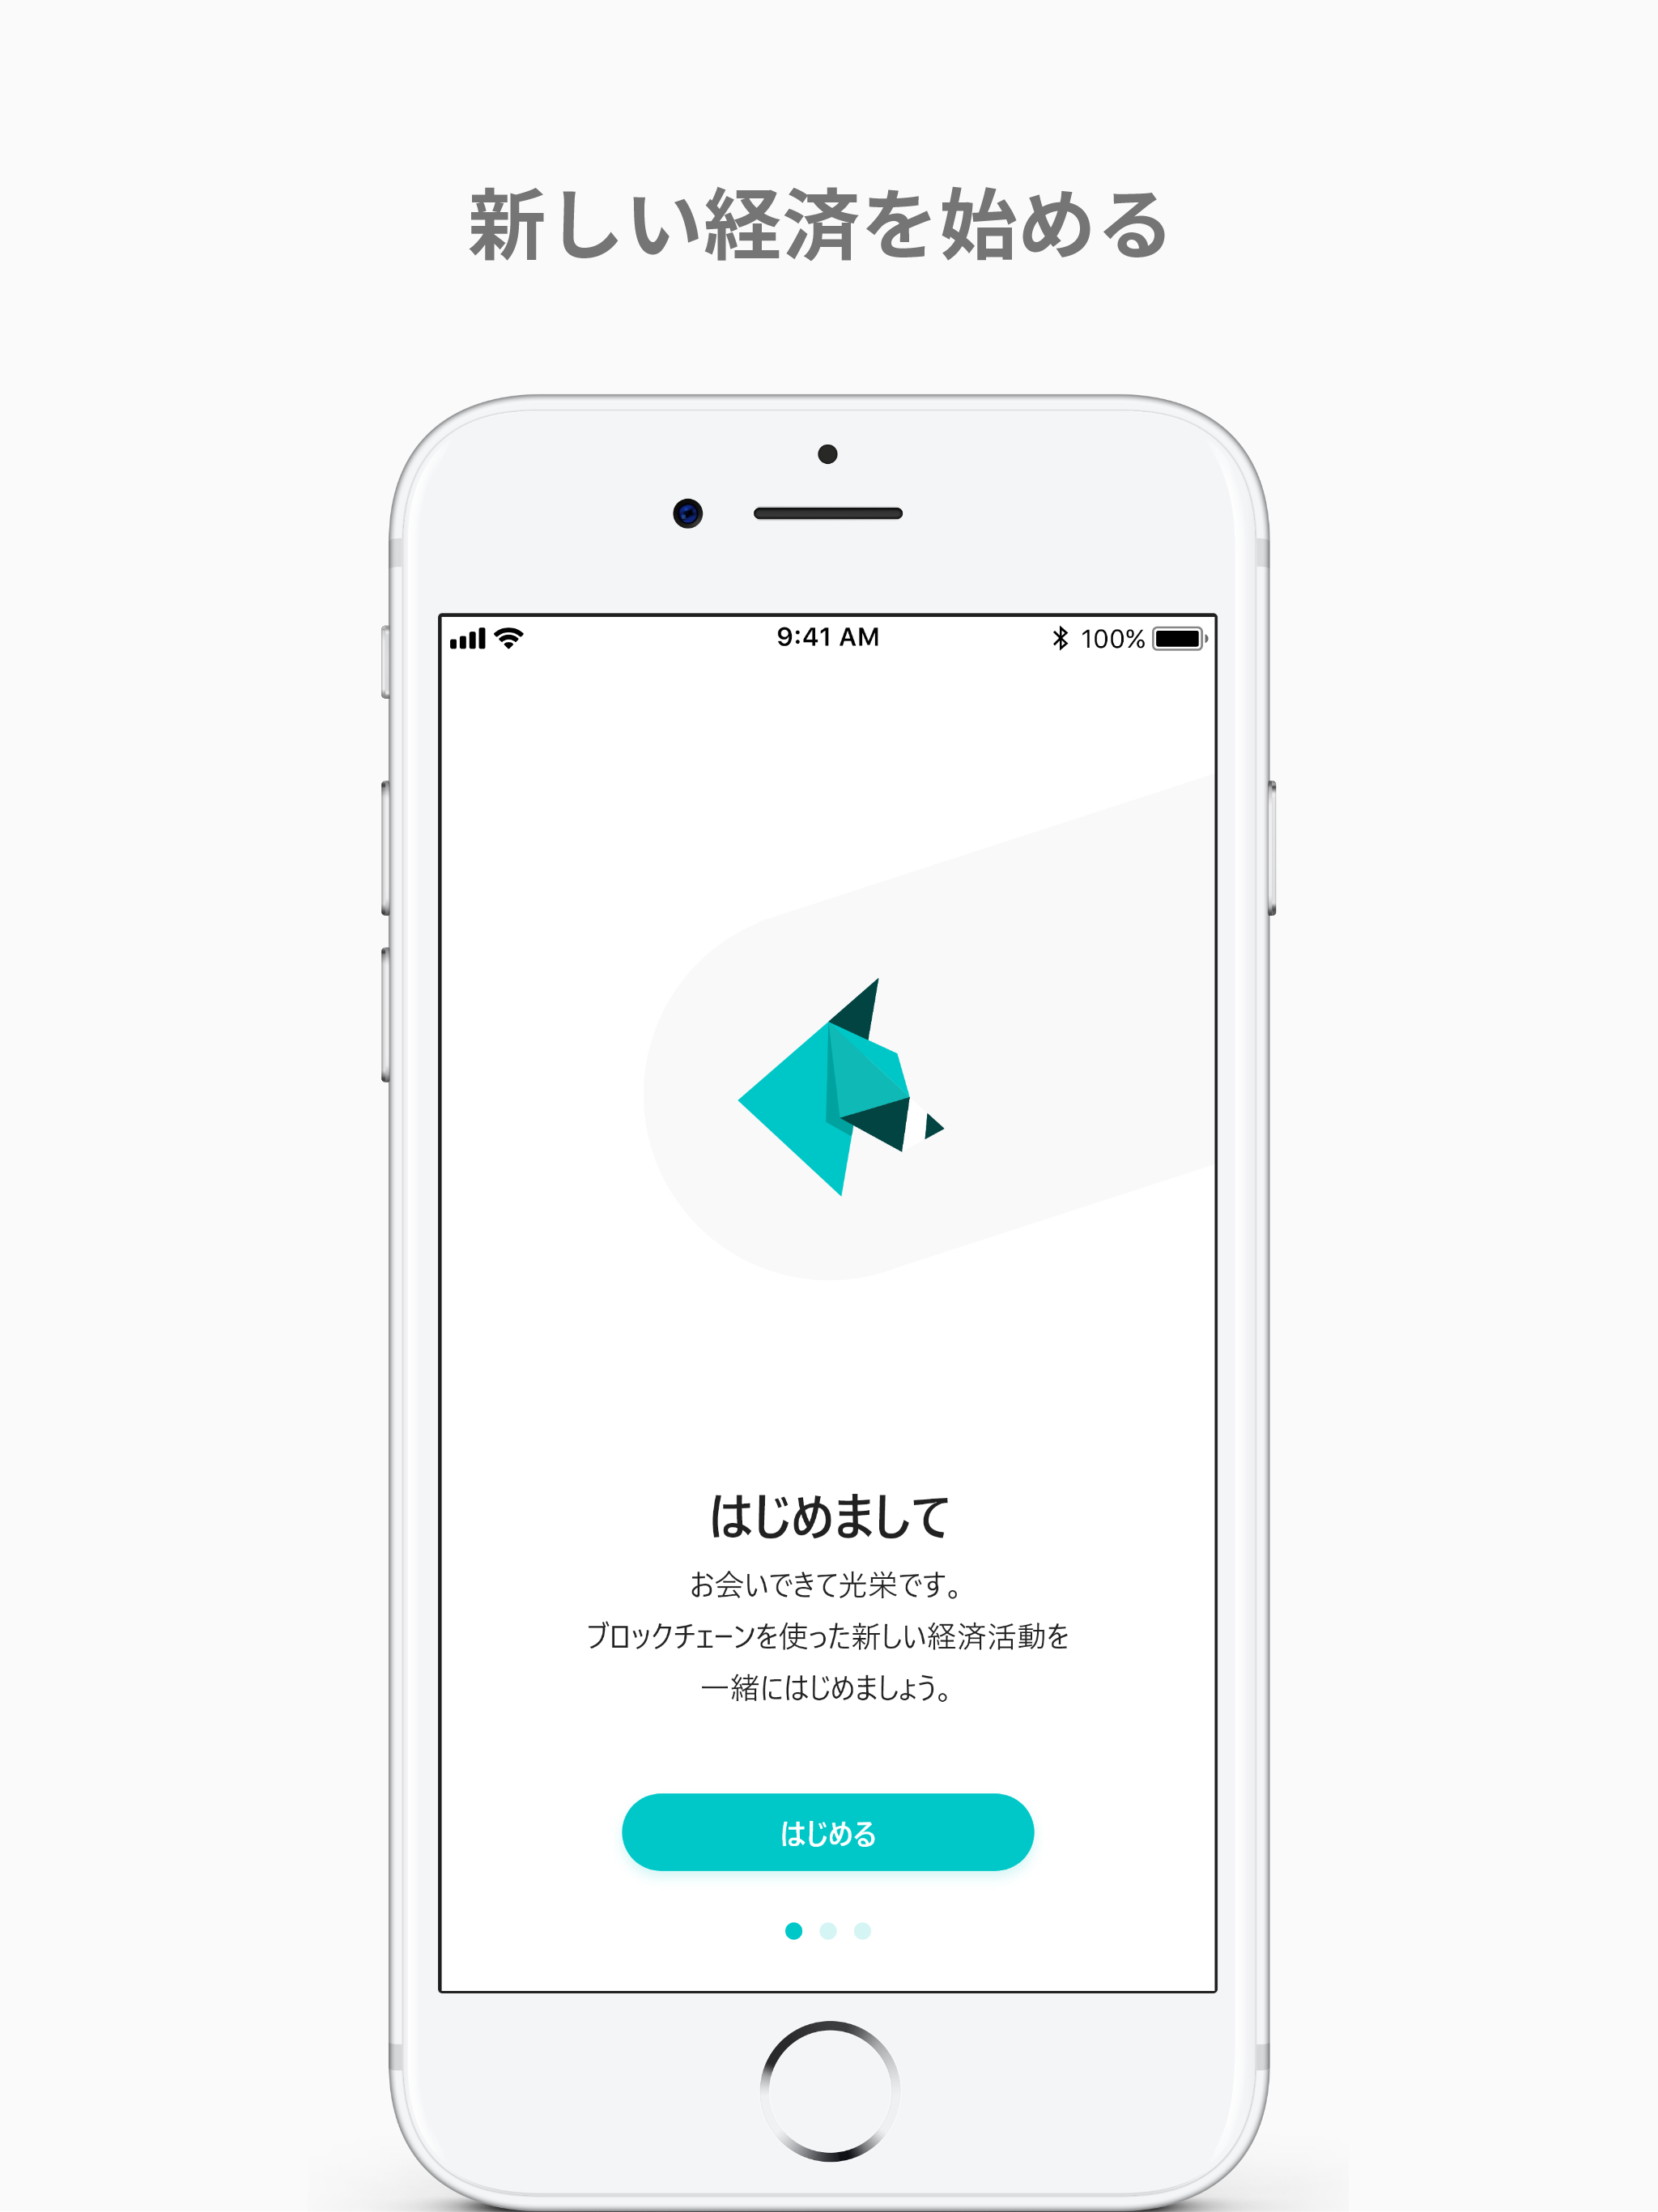 新しい経済を始める
9:41 AM
100%
はじめまして
お会いできて光栄です。
ブロックチェーンを使った新しい経済活動を
一緒にはじめましょう。
はじめる